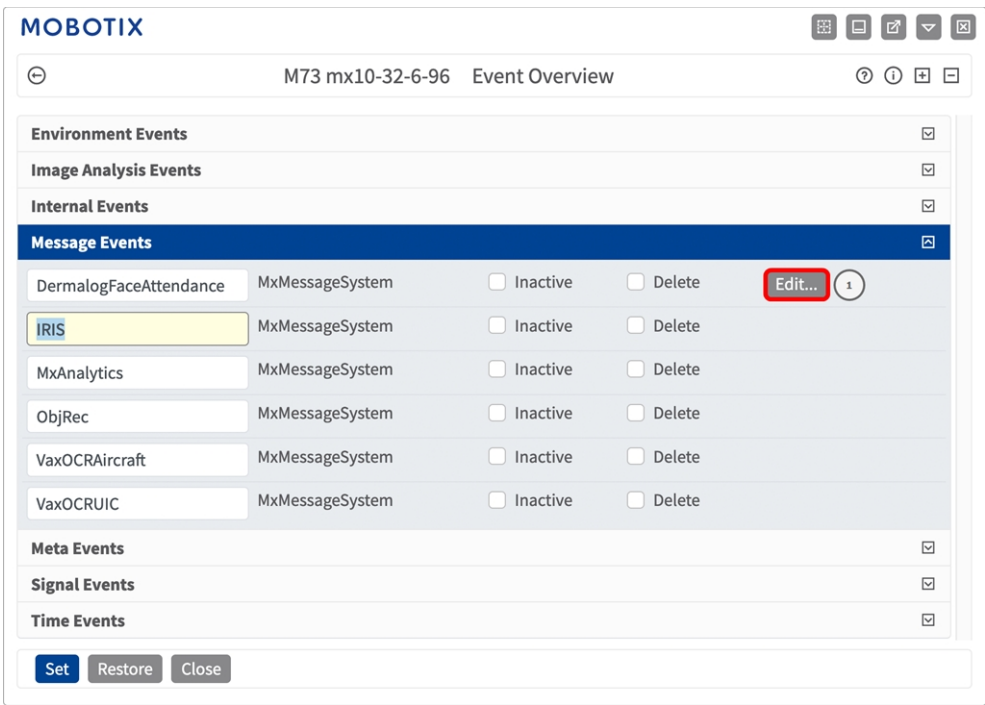 MOBOTIX
M73 mx10-32-6-96 Event Overview
Environment Events
Image Analysis Events
Internal Events
Message Events
DermalogFaceAttendance MxMessageSystem Inactive Delete Edit... 1
IRIS MxMessageSystem Inactive Delete
MxAnalytics MxMessageSystem Inactive Delete
ObjRec MxMessageSystem Inactive Delete
VaxOCRAircraft MxMessageSystem Inactive Delete
VaxOCRUIC MxMessageSystem Inactive Delete
Meta Events
Signal Events
Time Events
Set Restore Close